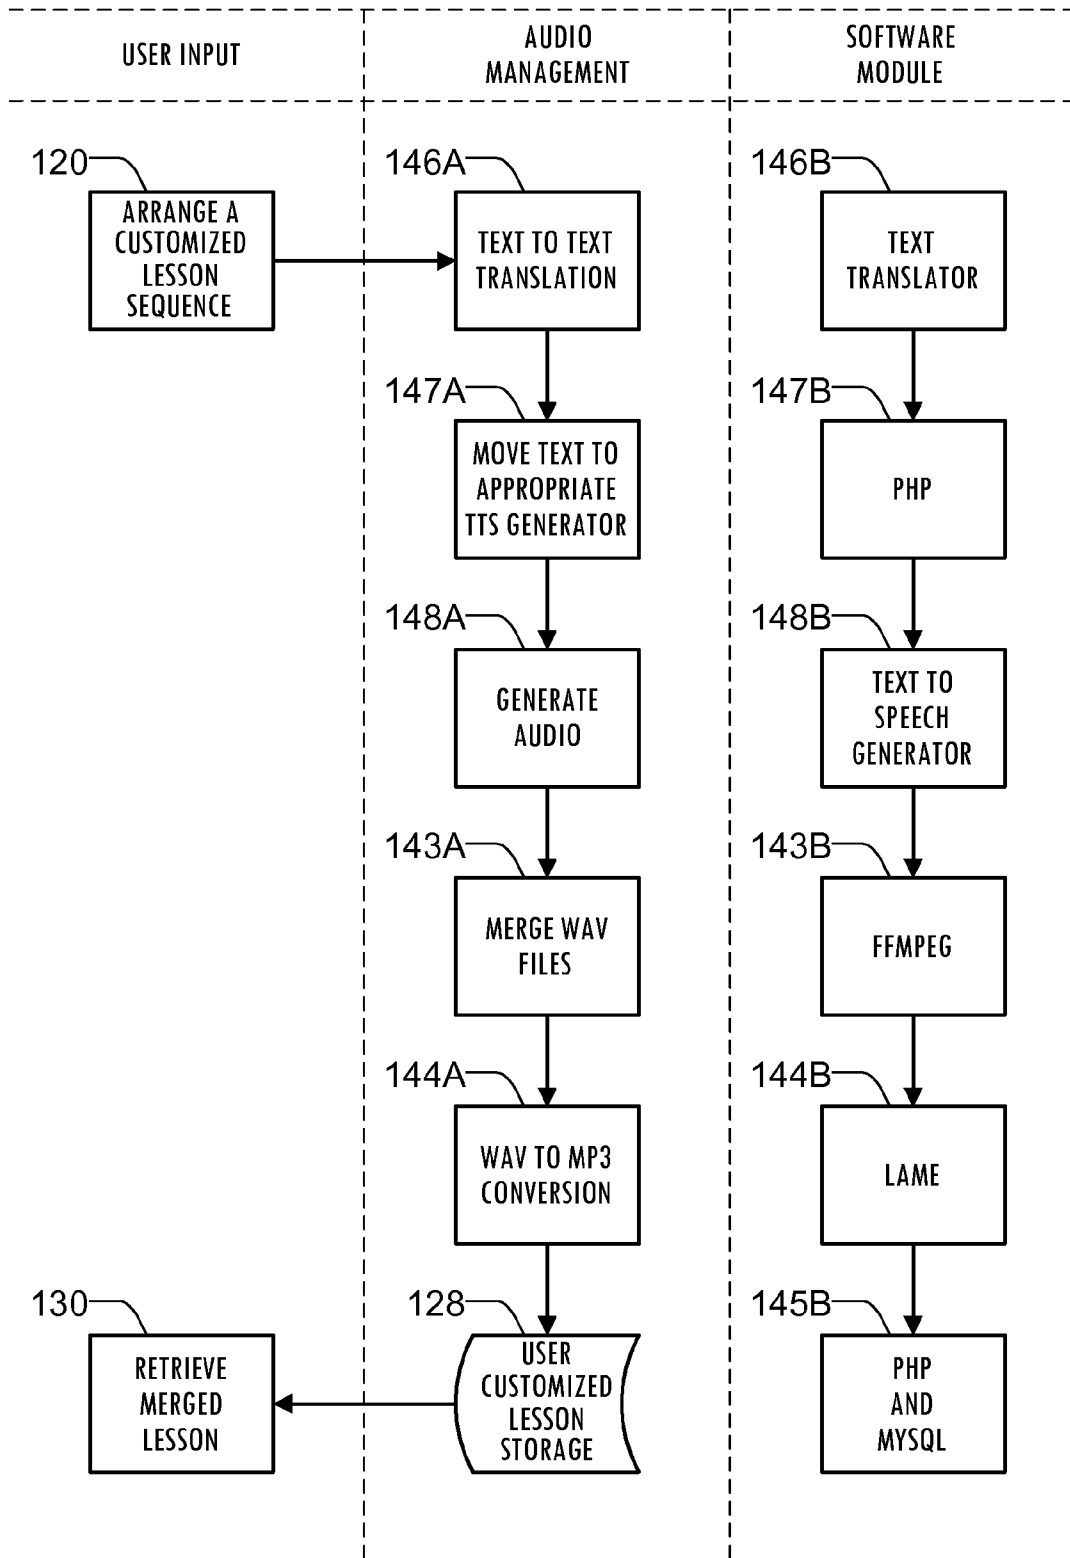 USER INPUT
AUDIO
MANAGEMENT
SOFTWARE
MODULE
120
ARRANGE A
CUSTOMIZED
LESSON
SEQUENCE
146A
TEXT TO TEXT
TRANSLATION
146B
TEXT
TRANSLATOR
147A
MOVE TEXT TO
APPROPRIATE
TTS GENERATOR
147B
PHP
148A
GENERATE
AUDIO
148B
TEXT TO
SPEECH
GENERATOR
143A
MERGE WAV
FILES
143B
FFMPEG
144A
WAV TO MP3
CONVERSION
144B
LAME
130
RETRIEVE
MERGED
LESSON
128
USER
CUSTOMIZED
LESSON
STORAGE
145B
PHP
AND
MYSQL